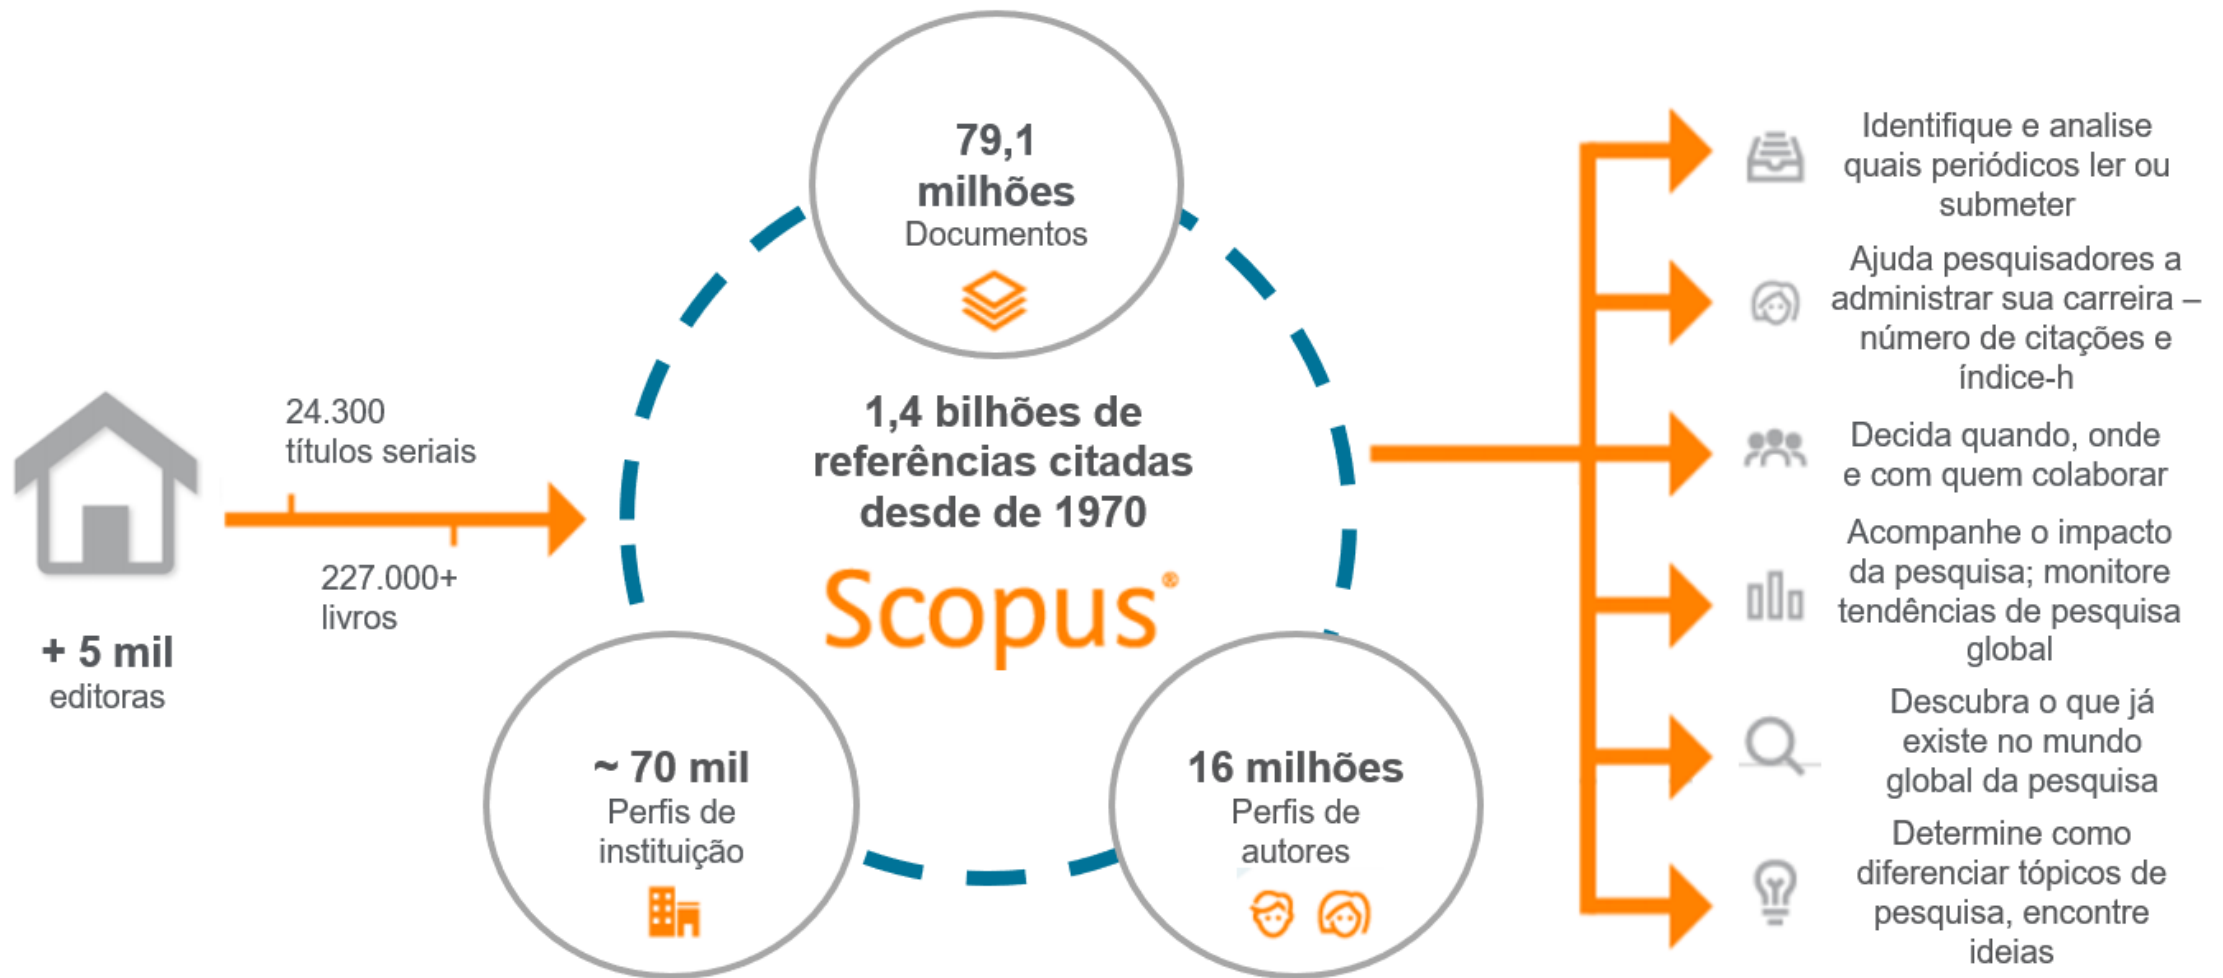 + 5 mil
editoras
24.300
títulos seriais
227.000+
livros
79,1
milhões
Documentos
1,4 bilhões de
referências citadas
desde de 1970
Scopus®
~ 70 mil
Perfis de
instituição
16 milhões
Perfis de
autores
Identifique e analise
quais periódicos ler ou
submeter
Ajuda pesquisadores a
administrar sua carreira –
número de citações e
índice-h
Decida quando, onde
e com quem colaborar
Acompanhe o impacto
da pesquisa; monitore
tendências de pesquisa
global
Descubra o que já
existe no mundo
global da pesquisa
Determine como
diferenciar tópicos de
pesquisa, encontre
ideias